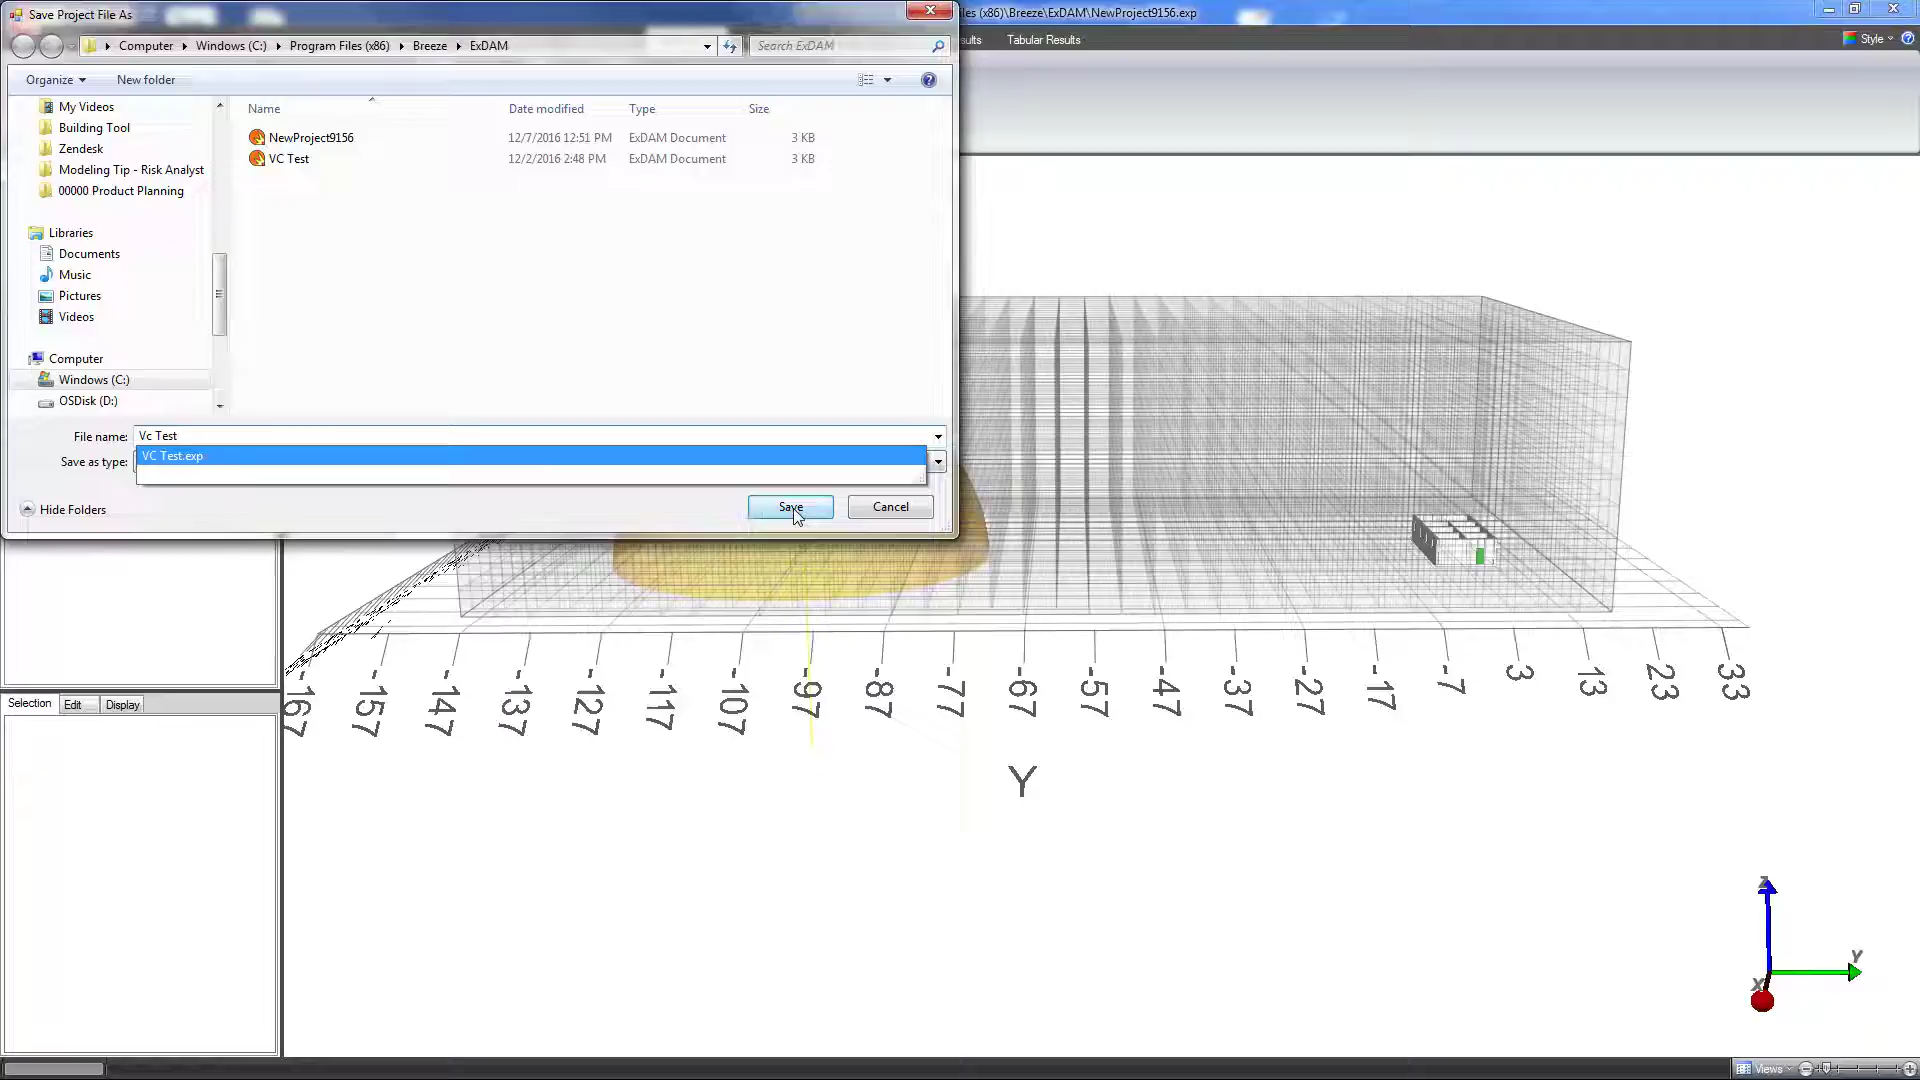 Save Project File As
iles (x86)\Breeze\ExDAM\NewProject9156.exp
Computer Windows (C:) Program Files (x86) Breeze ExDAM
Search ExDAM
sults Tabular Results
Style
Organize New folder
My Videos
Building Tool
Zendesk
Modeling Tip - Risk Analyst
00000 Product Planning
Libraries
Documents
Music
Pictures
Videos
Computer
Windows (C:)
OSDisk (D:)
Name Date modified Type Size
NewProject9156 12/7/2016 12:51 PM ExDAM Document 3 KB
VC Test 12/2/2016 2:48 PM ExDAM Document 3 KB
File name: Vc Test
VC Test.exp
Save as type:
Hide Folders
Save Cancel
-167 -157 -147 -137 -127 -117 -107 -97 -87 -77 -67 -57 -47 -37 -27 -17 -7 3 13 23 33
Y
Selection Edit Display
Z
Y
X
Views